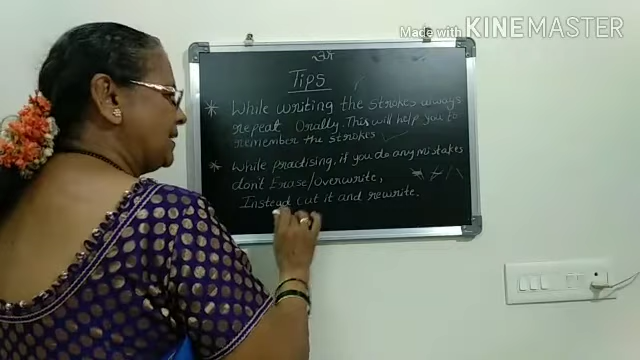 Made with KINEMASTER
Tips
* While writing the strokes always
repeat Orally. This will help you to
remember the strokes
* While practising, if you do any mistakes
dont Erase/Overwrite,
Instead cut it and rewrite.